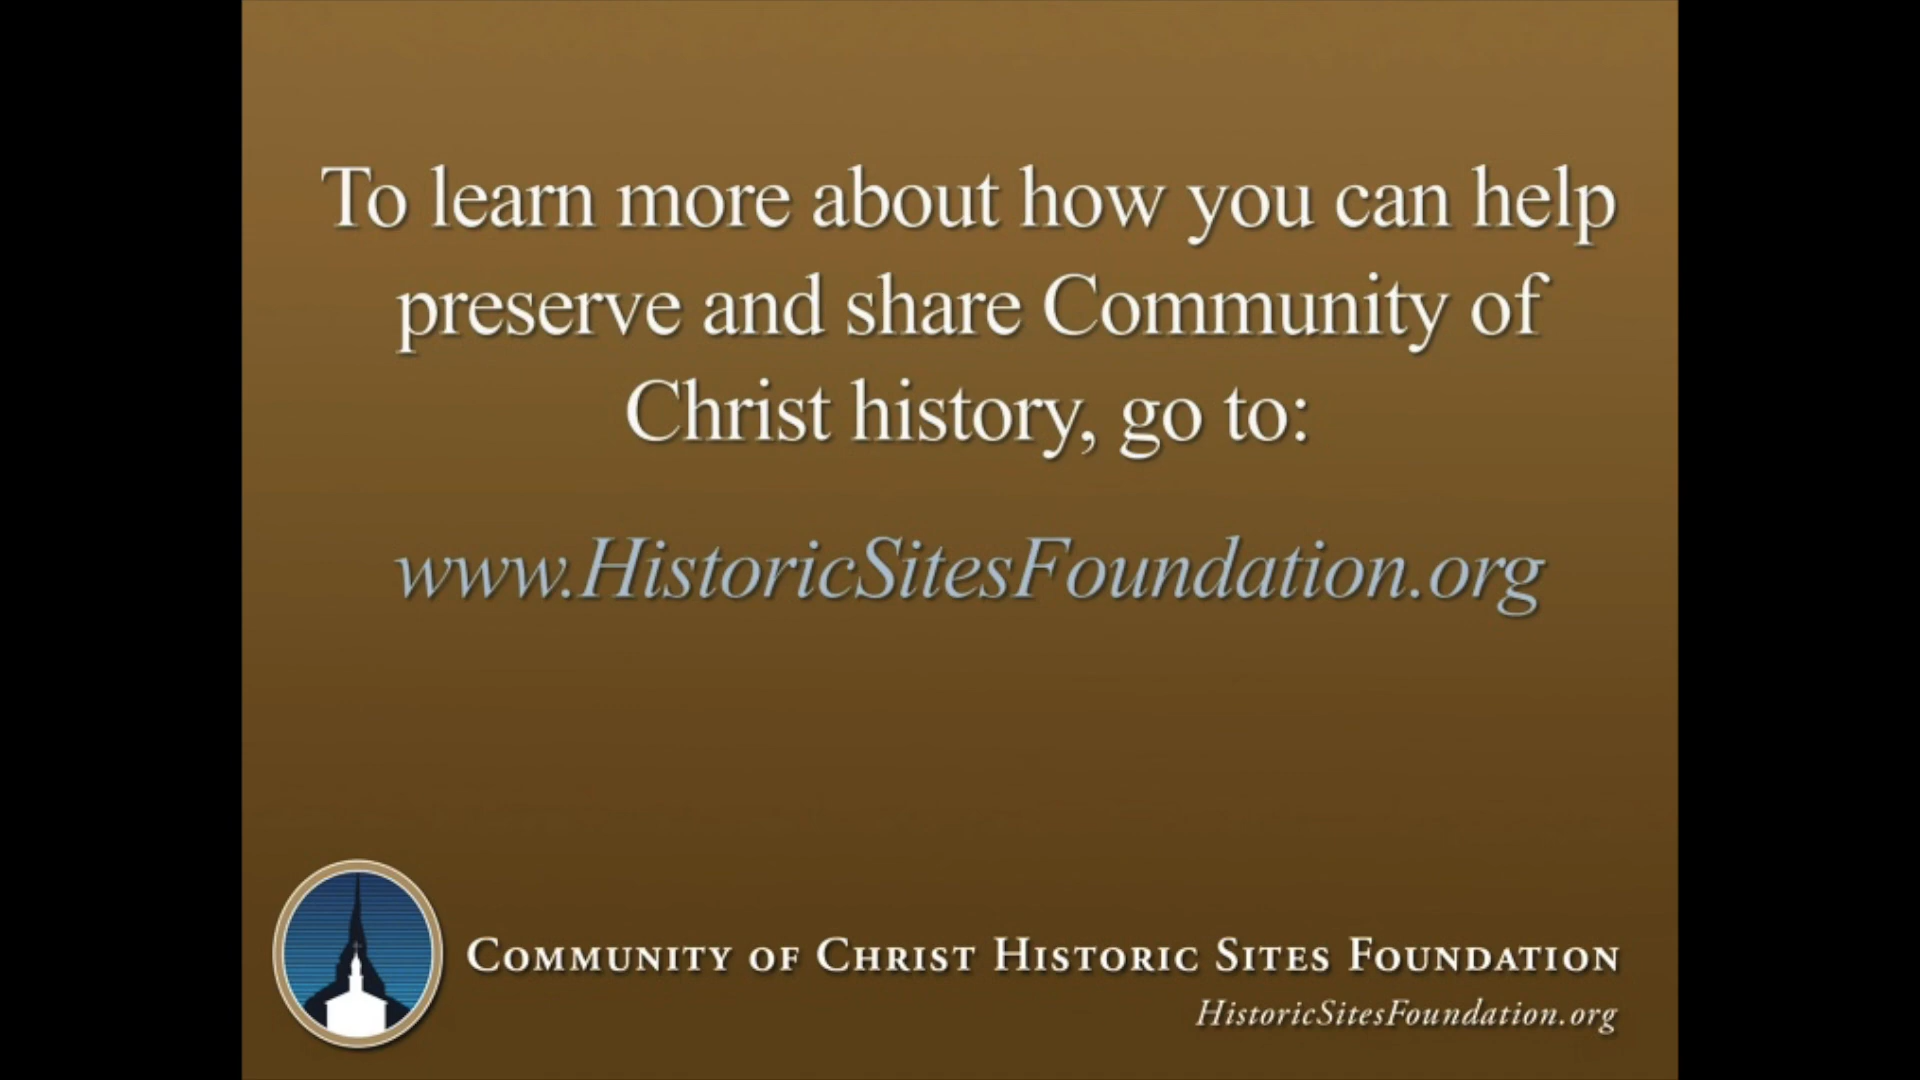 To learn more about how you can help
preserve and share Community of
Christ history, go to:
www.HistoricSitesFoundation.org
Community of Christ Historic Sites Foundation
HistoricSitesFoundation.org